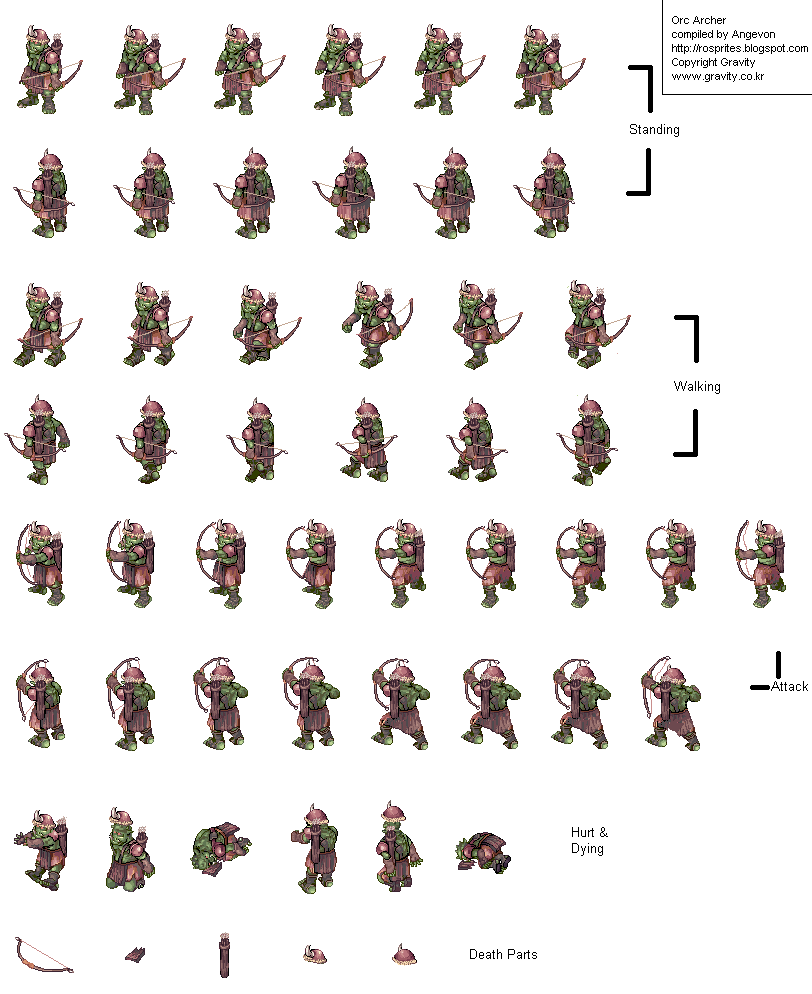 Orc Archer
compiled by Angevon
http://rosprites.blogspot.com
Copyright Gravity
www.gravity.co.kr
Standing
Walking
Attack
Hurt &
Dying
Death Parts